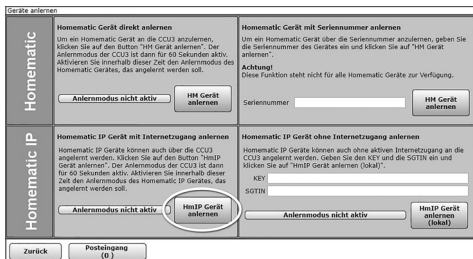 Geräte anlernen
Homematic
Homematic Gerät direkt anlernen
Um ein Homematic Gerät an die CCU3 anzulernen,
klicken Sie auf den Button "HM Gerät anlernen". Der
Anlernmodus der CCU3 ist dann für 60 Sekunden aktiv.
Aktivieren Sie innerhalb dieser Zeit den Anlernmodus des
Homematic Gerätes, das angelernt werden soll.
Anlernmodus nicht aktiv
HM Gerät
anlernen
Homematic Gerät mit Seriennummer anlernen
Um ein Homematic Gerät über die Seriennummer anzulernen, geben Sie
die Seriennummer des Gerätes ein und klicken Sie auf "HM Gerät
anlernen".
Achtung!
Diese Funktion steht nicht für alle Homematic Geräte zur Verfügung.
Seriennummer
HM Gerät
anlernen
Homematic IP
Homematic IP Gerät mit Internetzugang anlernen
Homematic IP Geräte können auch über die CCU3
angelernt werden. Klicken Sie auf den Button "HmIP
Gerät anlernen". Der Anlernmodus der CCU3 ist dann
für 60 Sekunden aktiv. Aktivieren Sie innerhalb dieser
Zeit den Anlernmodus des Homematic IP Gerätes, das
angelernt werden soll.
Anlernmodus nicht aktiv
HmIP Gerät
anlernen
Homematic IP Gerät ohne Internetzugang anlernen
Homematic IP Geräte können auch ohne aktiven Internetzugang an die
CCU3 angelernt werden. Geben Sie den KEY und die SGTIN ein und
klicken Sie auf "HmIP Gerät anlernen (lokal)".
KEY
SGTIN
Anlernmodus nicht aktiv
HmIP Gerät
anlernen
(lokal)
Zurück
Posteingang
(0 )